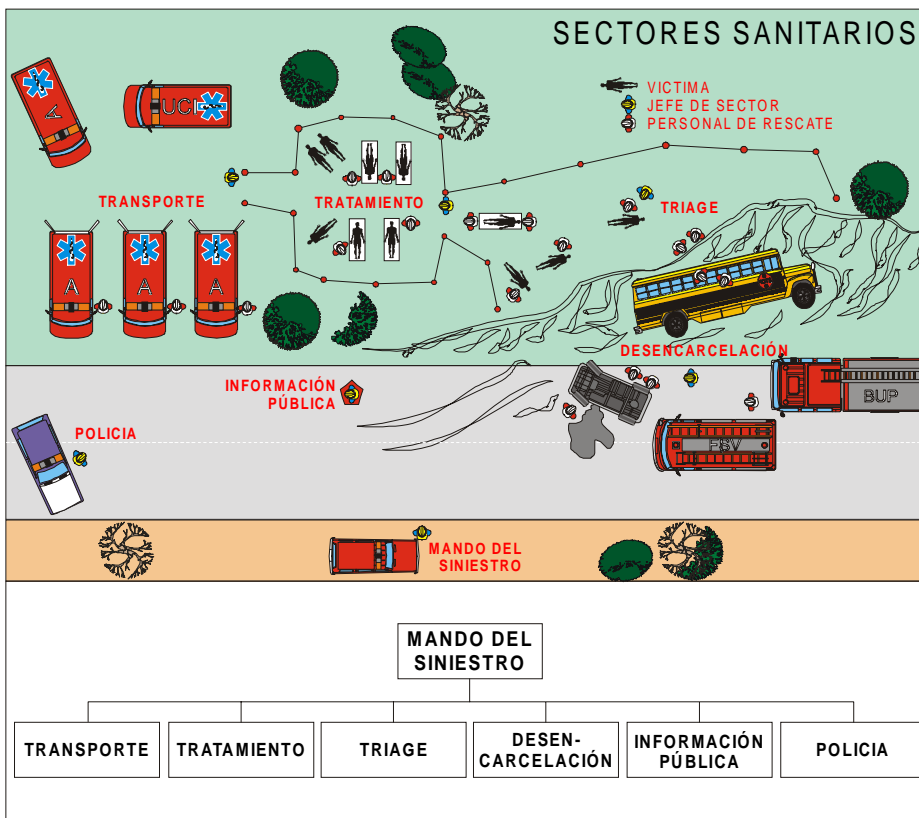 SECTORES SANITARIOS
VICTIMA
JEFE DE SECTOR
PERSONAL DE RESCATE
A
UCI
TRANSPORTE
TRATAMIENTO
TRIAGE
A
A
A
DESENCARCELACIÓN
INFORMACIÓN
PÚBLICA
BUP
POLICIA
FSV
MANDO DEL
SINIESTRO
MANDO DEL
SINIESTRO
TRANSPORTE
TRATAMIENTO
TRIAGE
DESEN-
CARCELACIÓN
INFORMACIÓN
PÚBLICA
POLICIA